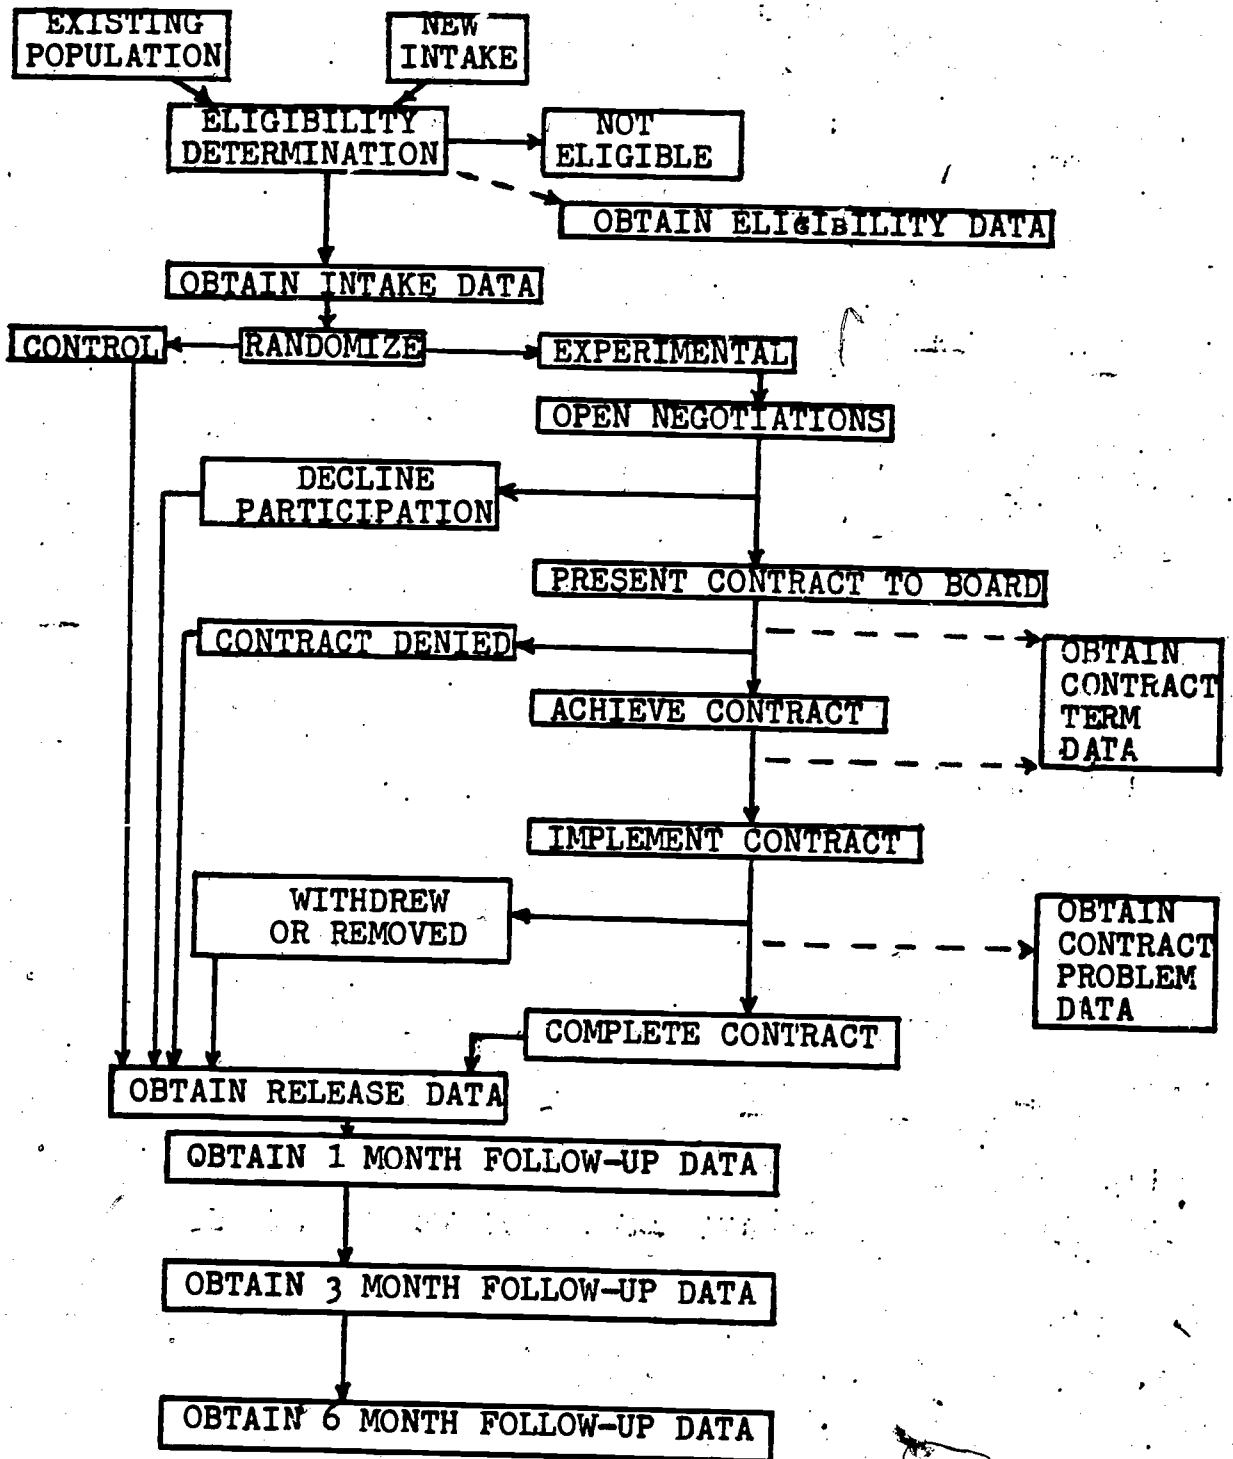 EXISTING
POPULATION
NEW
INTAKE
ELIGIBILITY
DETERMINATION
NOT
ELIGIBLE
OBTAIN ELIGIBILITY DATA
OBTAIN INTAKE DATA
CONTROL
RANDOMIZE
EXPERIMENTAL
OPEN NEGOTIATIONS
DECLINE
PARTICIPATION
PRESENT CONTRACT TO BOARD
CONTRACT DENIED
OBTAIN
CONTRACT
TERM
DATA
ACHIEVE CONTRACT
IMPLEMENT CONTRACT
WITHDREW
OR REMOVED
OBTAIN
CONTRACT
PROBLEM
DATA
COMPLETE CONTRACT
OBTAIN RELEASE DATA
OBTAIN 1 MONTH FOLLOW-UP DATA
OBTAIN 3 MONTH FOLLOW-UP DATA
OBTAIN 6 MONTH FOLLOW-UP DATA